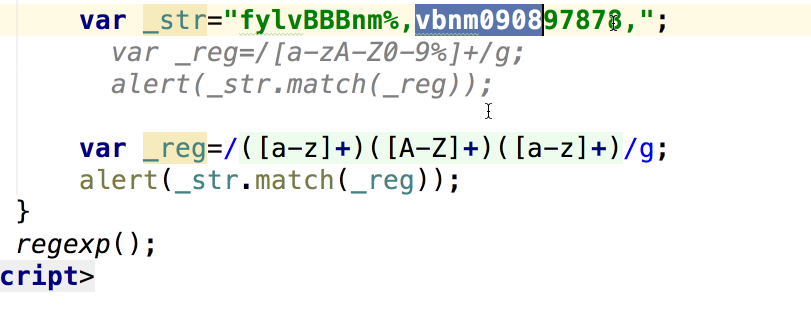 var _str="fylvBBBnm%,vbnm090897878,";
var _reg=/[a-zA-Z0-9%]+/g;
alert(_str.match(_reg));
var _reg=/([a-z]+)([A-Z]+)([a-z]+)/g;
alert(_str.match(_reg));
}
regexp();
cript>